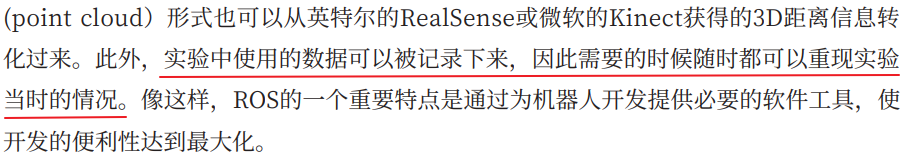 (point cloud）形式也可以从英特尔的RealSense或微软的Kinect获得的3D距离信息转
化过来。此外，实验中使用的数据可以被记录下来，因此需要的时候随时都可以重现实验
当时的情况。像这样，ROS的一个重要特点是通过为机器人开发提供必要的软件工具，使
开发的便利性达到最大化。